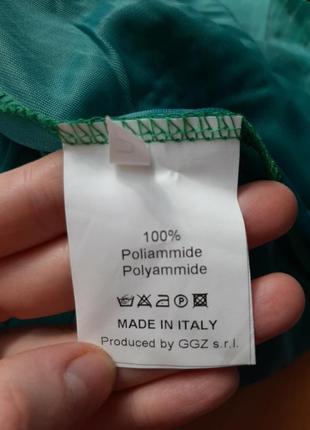 100%
Poliammide
Polyammide
MADE IN ITALY
Produced by GGZ s.r.l.